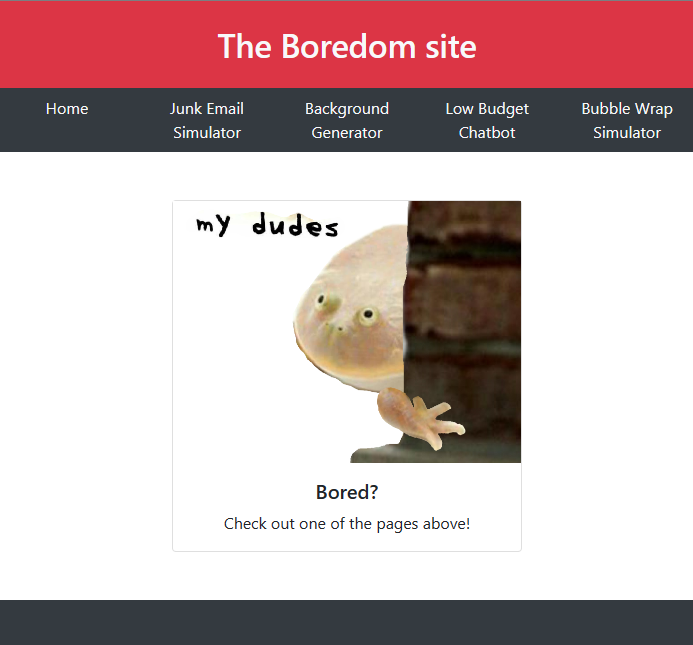 The Boredom site
Home
Junk Email
Simulator
Background
Generator
Low Budget
Chatbot
Bubble Wrap
Simulator
my dudes
Bored?
Check out one of the pages above!